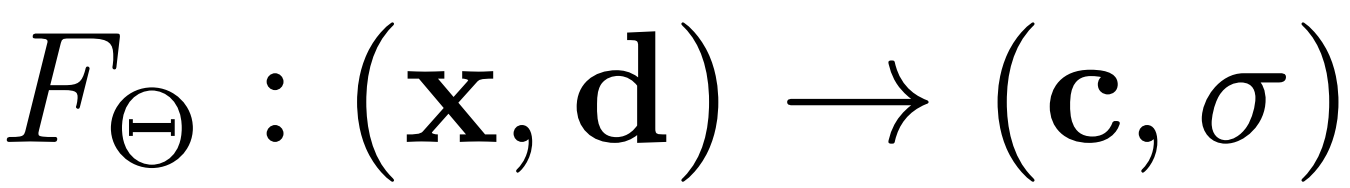 F_Θ : (𝐱, 𝐝) ⟶ (𝐜, σ)